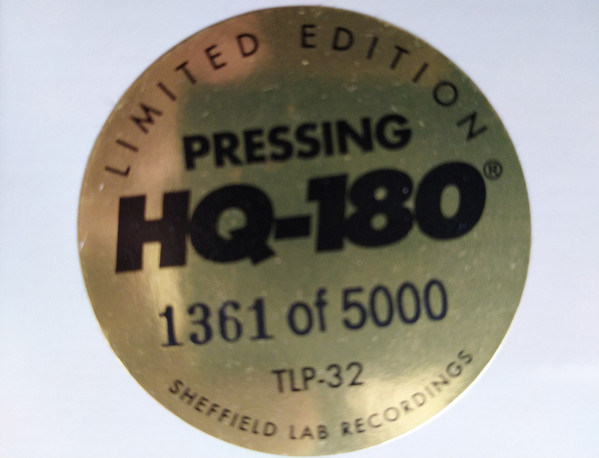 LIMITED EDITION
PRESSING
HQ-180®
1361 of 5000
TLP-32
SHEFFIELD LAB RECORDINGS